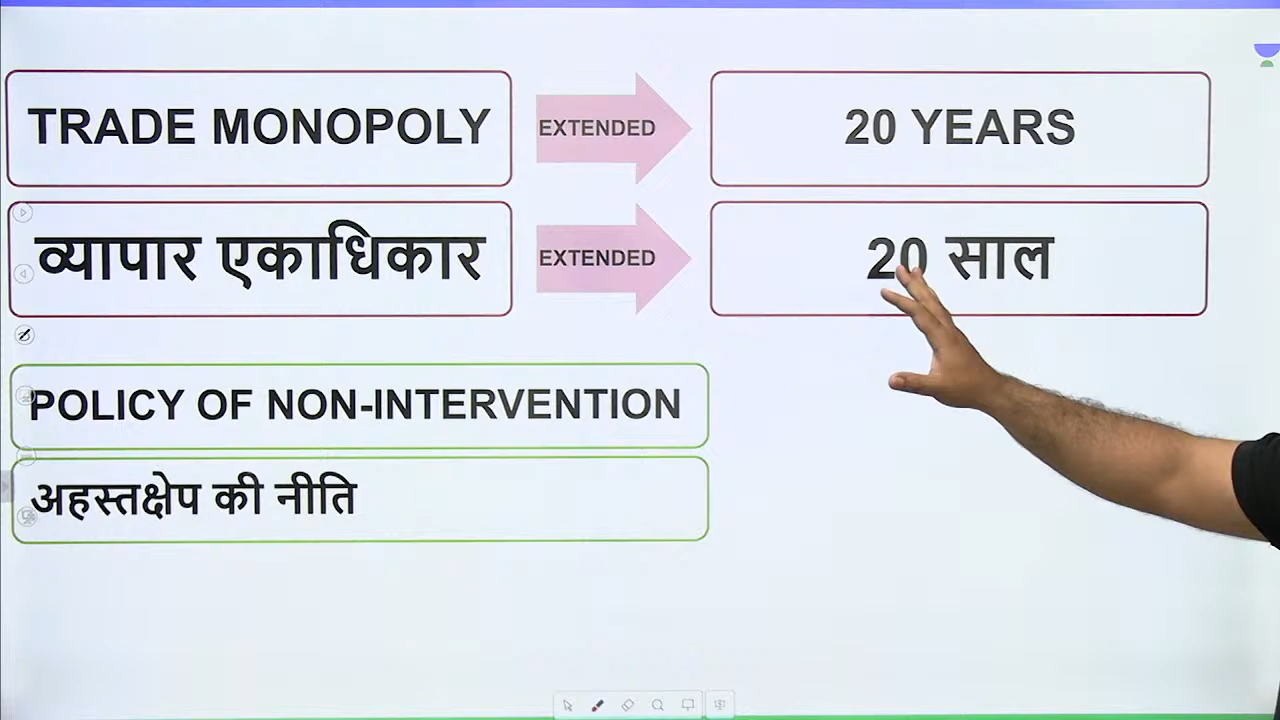 TRADE MONOPOLY
EXTENDED
20 YEARS
व्यापार एकाधिकार
EXTENDED
20 साल
POLICY OF NON-INTERVENTION
अहस्तक्षेप की नीति